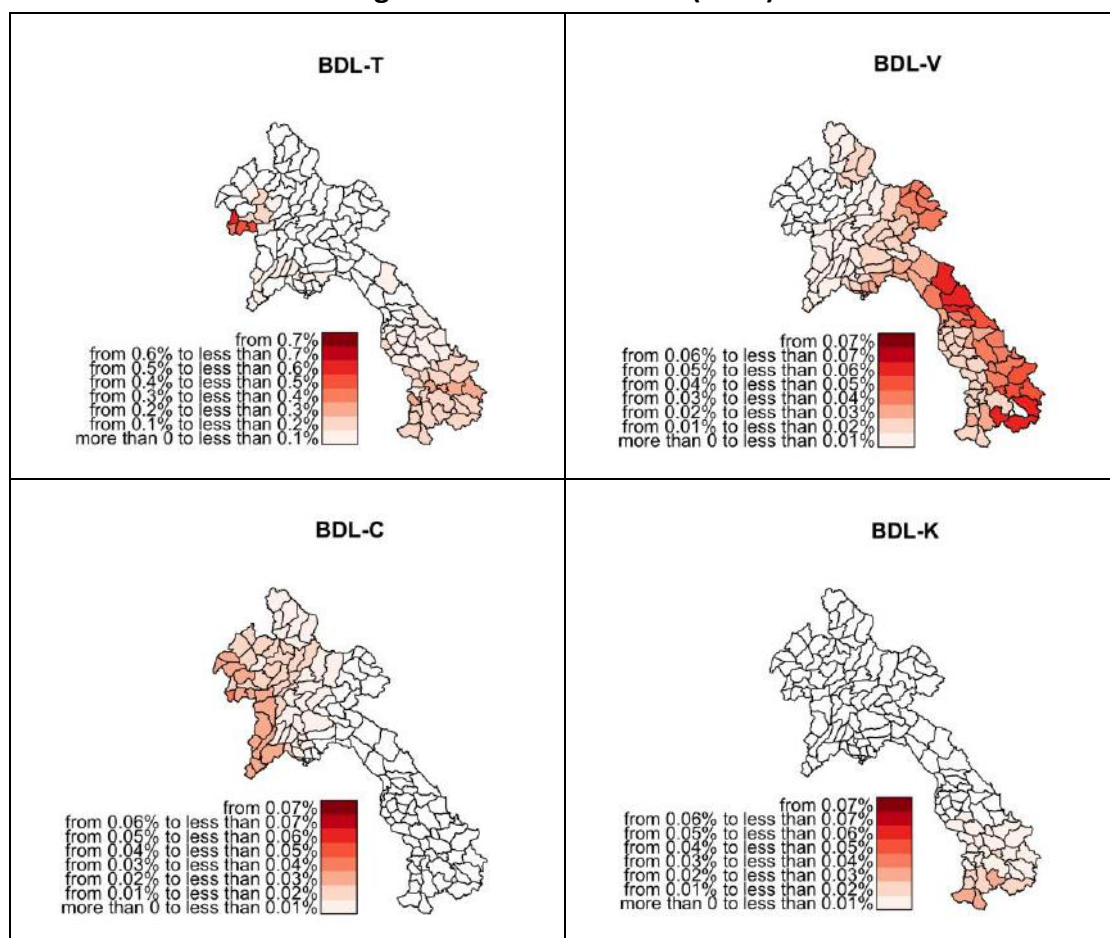 BDL-T
from 0.7%
from 0.6% to less than 0.7%
from 0.5% to less than 0.6%
from 0.4% to less than 0.5%
from 0.3% to less than 0.4%
from 0.2% to less than 0.3%
from 0.1% to less than 0.2%
more than 0 to less than 0.1%
BDL-V
from 0.07%
from 0.06% to less than 0.07%
from 0.05% to less than 0.06%
from 0.04% to less than 0.05%
from 0.03% to less than 0.04%
from 0.02% to less than 0.03%
from 0.01% to less than 0.02%
more than 0 to less than 0.01%
BDL-C
from 0.07%
from 0.06% to less than 0.07%
from 0.05% to less than 0.06%
from 0.04% to less than 0.05%
from 0.03% to less than 0.04%
from 0.02% to less than 0.03%
from 0.01% to less than 0.02%
more than 0 to less than 0.01%
BDL-K
from 0.07%
from 0.06% to less than 0.07%
from 0.05% to less than 0.06%
from 0.04% to less than 0.05%
from 0.03% to less than 0.04%
from 0.02% to less than 0.03%
from 0.01% to less than 0.02%
more than 0 to less than 0.01%